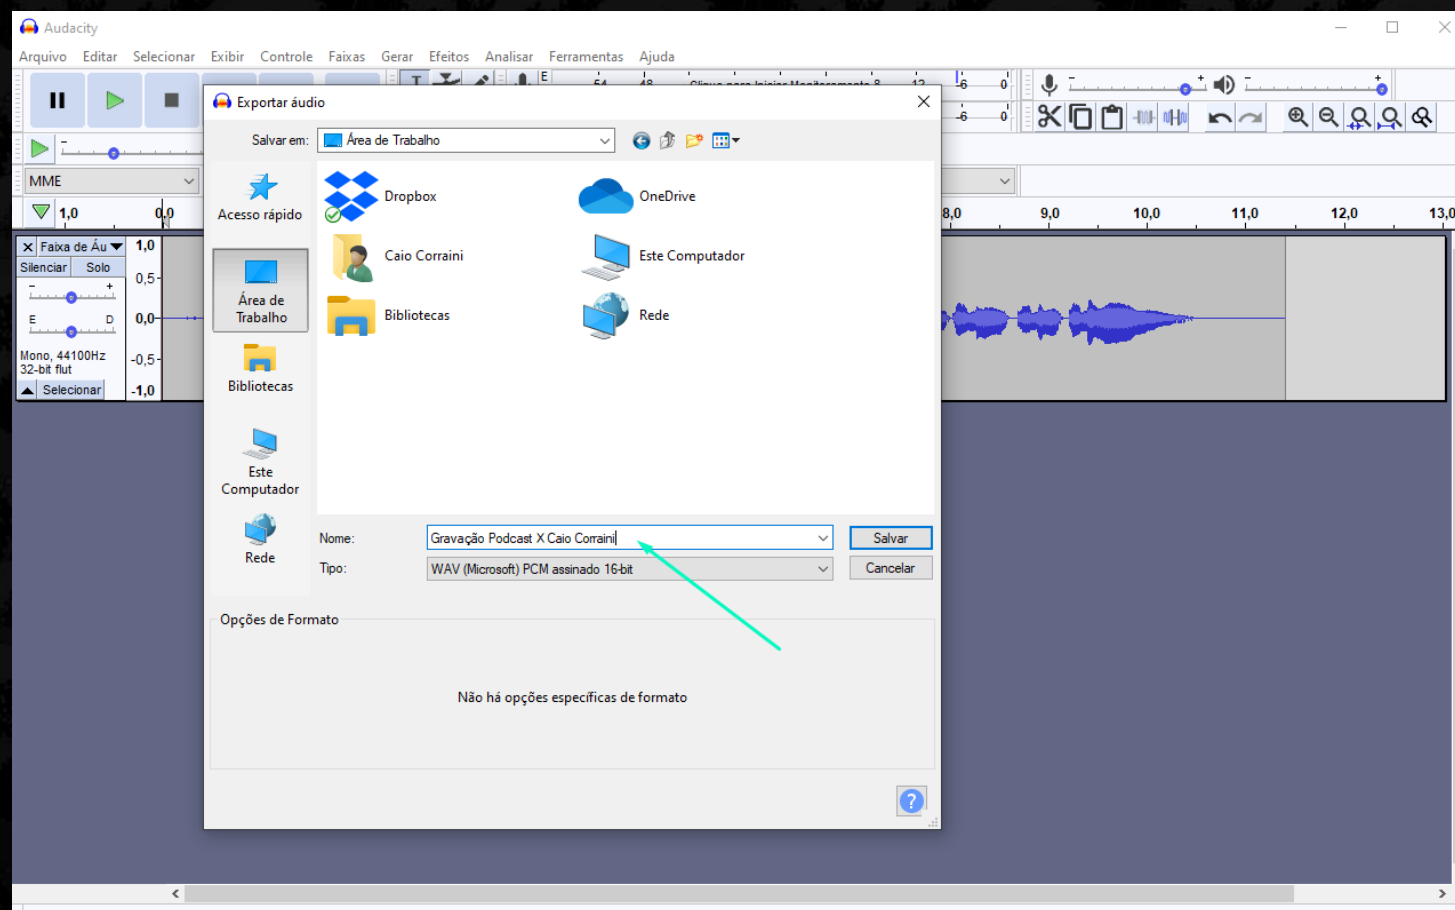 Audacity
Arquivo Editar Selecionar Exibir Controle Faixas Gerar Efeitos Analisar Ferramentas Ajuda
E
-6 0
-6 0
Exportar áudio
Salvar em: Área de Trabalho
MME
1,0 0,0 8,0 9,0 10,0 11,0 12,0 13,0
Acesso rápido
Área de
Trabalho
Bibliotecas
Este
Computador
Rede
Dropbox OneDrive
Caio Corraini Este Computador
Bibliotecas Rede
Faixa de Áu
Silenciar Solo
- +
E D
Mono, 44100Hz
32-bit flut
Selecionar
1,0
0,5
0,0
-0,5
-1,0
Nome: Gravação Podcast X Caio Corraini Salvar
Tipo: WAV (Microsoft) PCM assinado 16-bit Cancelar
Opções de Formato
Não há opções específicas de formato
?